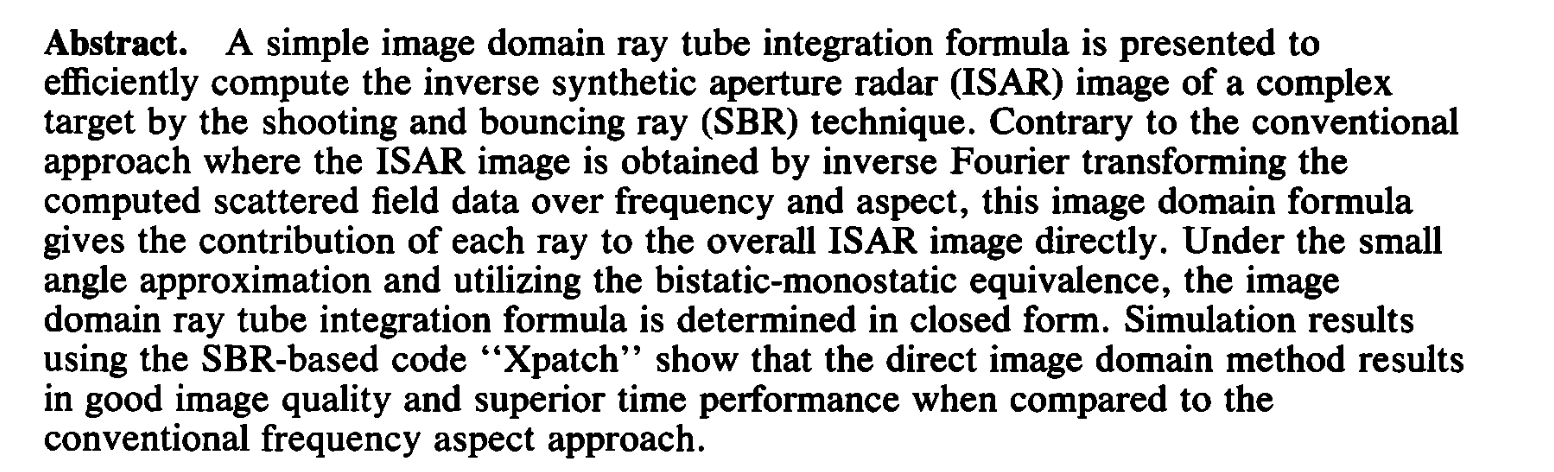 Abstract. A simple image domain ray tube integration formula is presented to
efficiently compute the inverse synthetic aperture radar (ISAR) image of a complex
target by the shooting and bouncing ray (SBR) technique. Contrary to the conventional
approach where the ISAR image is obtained by inverse Fourier transforming the
computed scattered field data over frequency and aspect, this image domain formula
gives the contribution of each ray to the overall ISAR image directly. Under the small
angle approximation and utilizing the bistatic-monostatic equivalence, the image
domain ray tube integration formula is determined in closed form. Simulation results
using the SBR-based code “Xpatch” show that the direct image domain method results
in good image quality and superior time performance when compared to the
conventional frequency aspect approach.